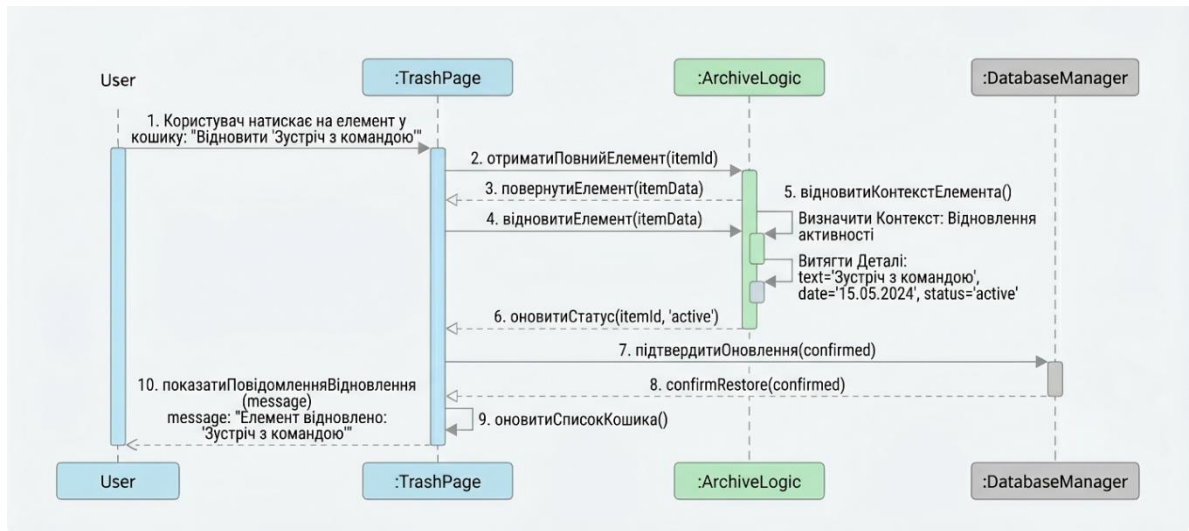 User
:TrashPage
:ArchiveLogic
:DatabaseManager
1. Користувач натискає на елемент у
кошику: "Відновити 'Зустріч з командою'"
2. отриматиПовнийЕлемент(itemId)
3. повернутиЕлемент(itemData)
4. відновитиЕлемент(itemData)
5. відновитиКонтекстЕлемента()
Визначити Контекст: Відновлення
активності
Витягти Деталі:
text='Зустріч з командою',
date='15.05.2024', status='active'
6. оновитиСтатус(itemId, 'active')
7. підтвердитиОновлення(confirmed)
8. confirmRestore(confirmed)
9. оновитиСписокКошика()
10. показатиПовідомленняВідновлення
(message)
message: "Елемент відновлено:
'Зустріч з командою'"
User
:TrashPage
:ArchiveLogic
:DatabaseManager